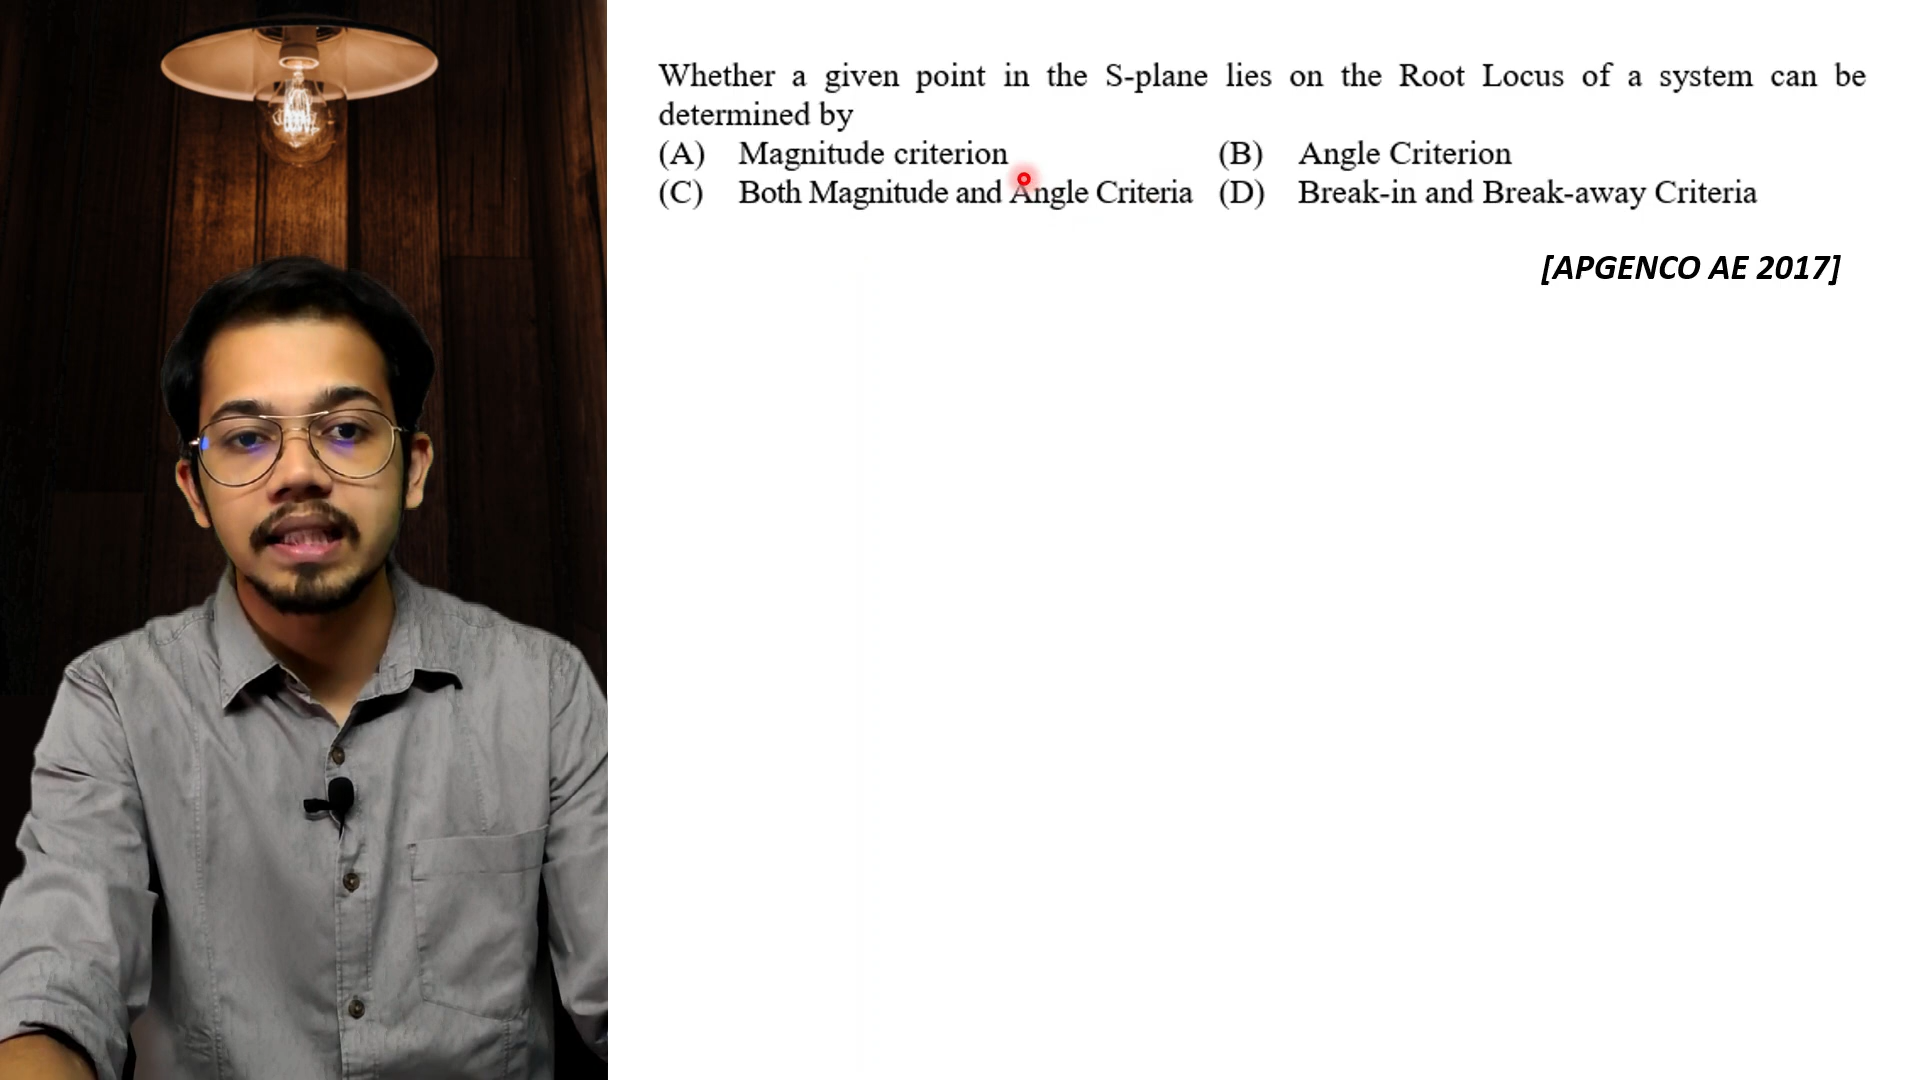 Whether a given point in the S-plane lies on the Root Locus of a system can be
determined by
(A) Magnitude criterion (B) Angle Criterion
(C) Both Magnitude and Angle Criteria (D) Break-in and Break-away Criteria
[APGENCO AE 2017]